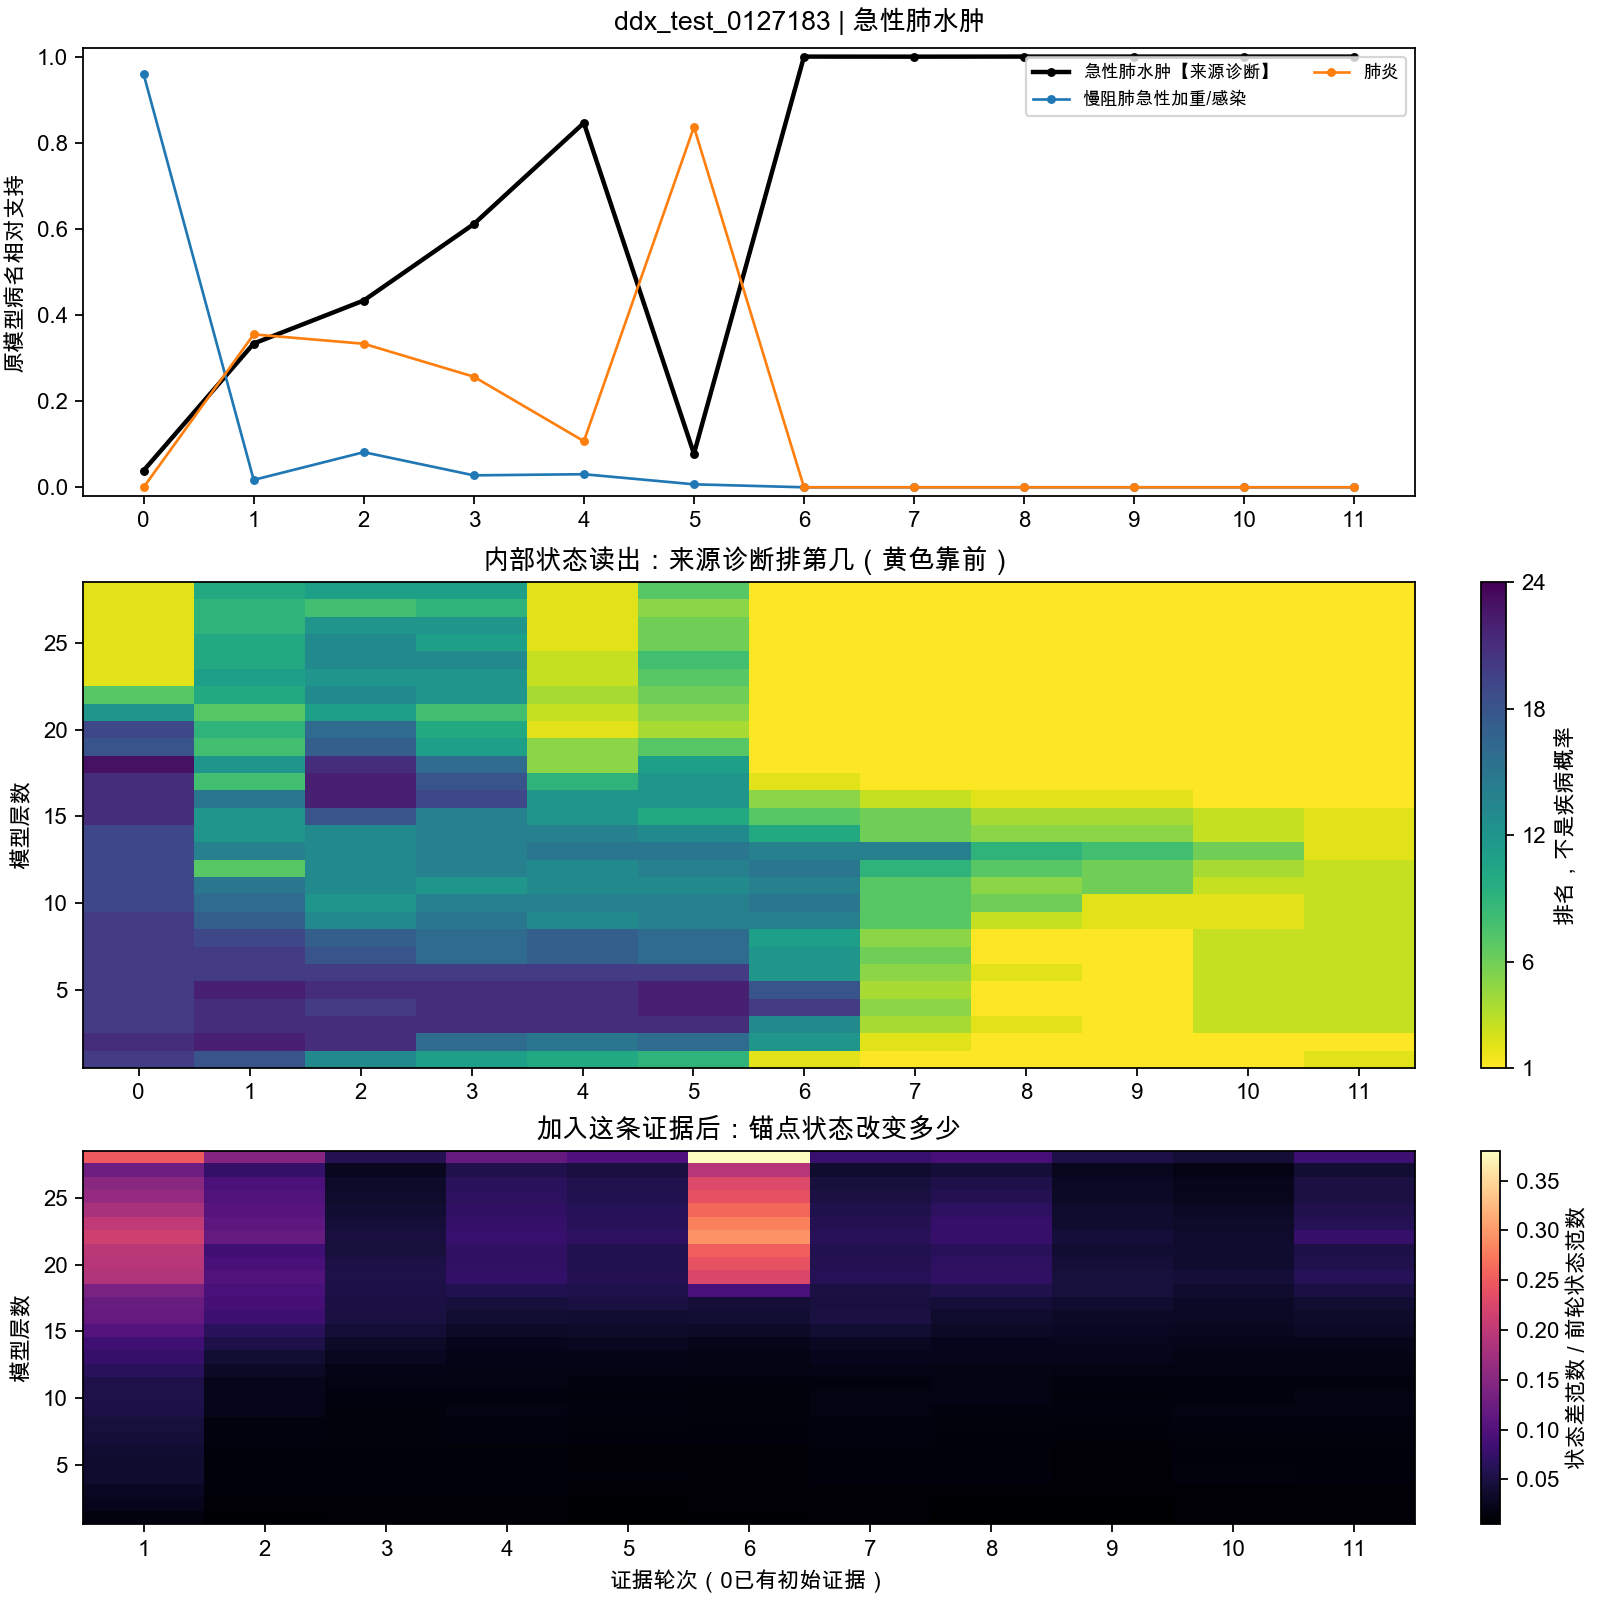 ddx_test_0127183 | 急性肺水肿
原模型病名相对支持
1.0
0.8
0.6
0.4
0.2
0.0
急性肺水肿【来源诊断】
肺炎
慢阻肺急性加重/感染
0 1 2 3 4 5 6 7 8 9 10 11
内部状态读出：来源诊断排第几（黄色靠前）
模型层数
25
20
15
10
5
0 1 2 3 4 5 6 7 8 9 10 11
24
18
12
6
1
排名，不是疾病概率
加入这条证据后：锚点状态改变多少
模型层数
25
20
15
10
5
1 2 3 4 5 6 7 8 9 10 11
证据轮次（0已有初始证据）
0.35
0.30
0.25
0.20
0.15
0.10
0.05
状态差范数 / 前轮状态范数